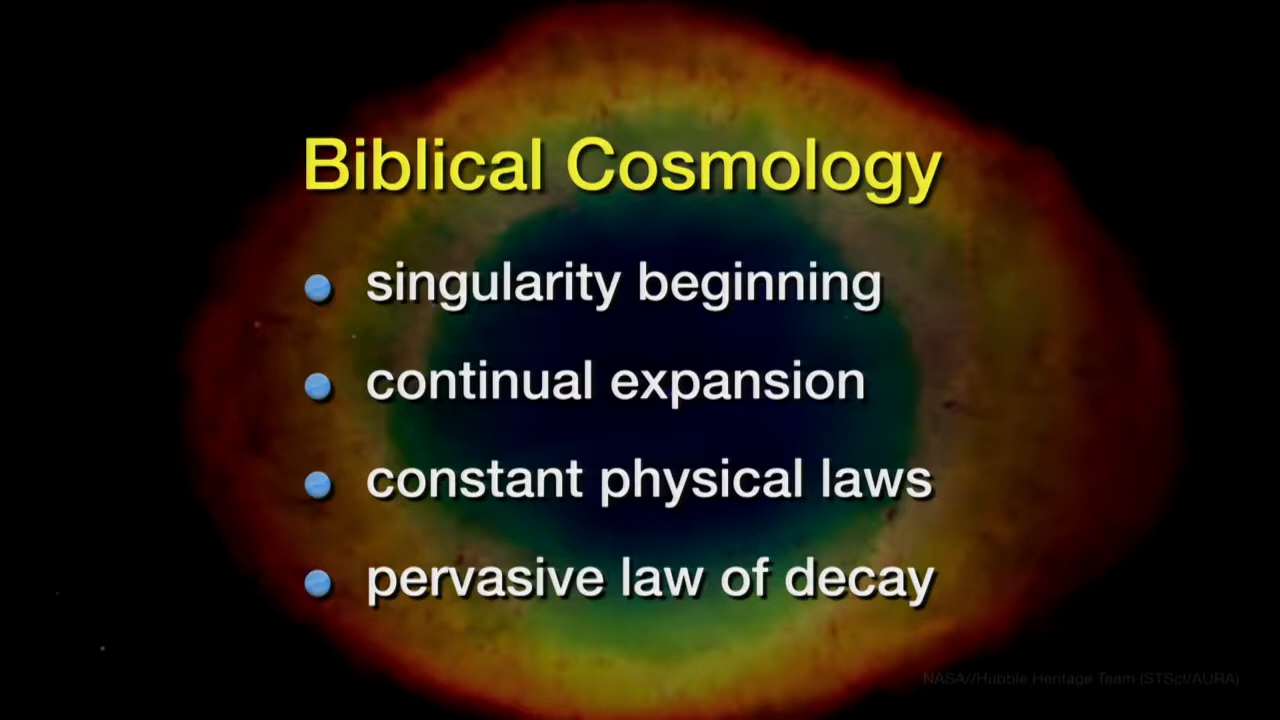 Biblical Cosmology
singularity beginning
continual expansion
constant physical laws
pervasive law of decay
NASA//Hubble Heritage Team (STScI/AURA)